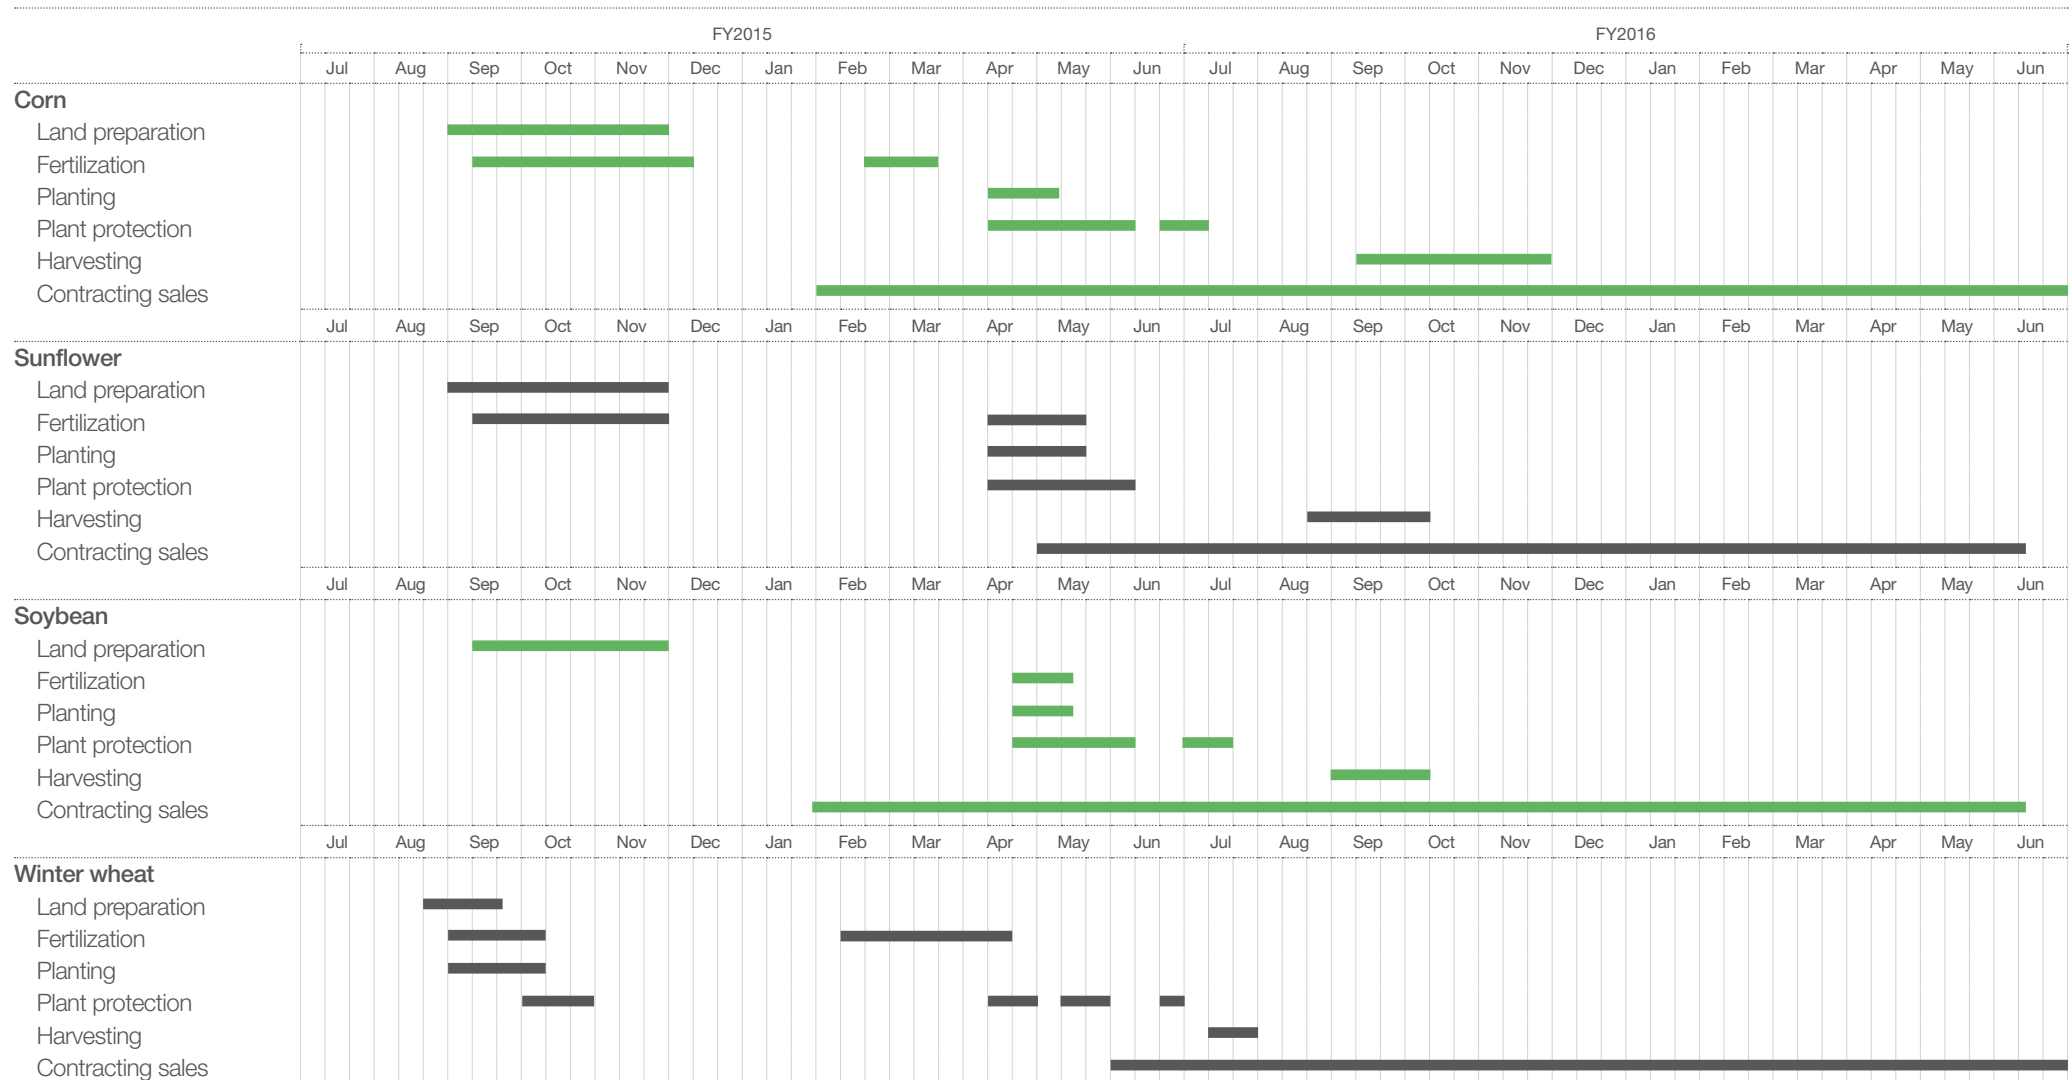 FY2015 FY2016
Jul Aug Sep Oct Nov Dec Jan Feb Mar Apr May Jun Jul Aug Sep Oct Nov Dec Jan Feb Mar Apr May Jun
Corn
Land preparation
Fertilization
Planting
Plant protection
Harvesting
Contracting sales
Jul Aug Sep Oct Nov Dec Jan Feb Mar Apr May Jun Jul Aug Sep Oct Nov Dec Jan Feb Mar Apr May Jun
Sunflower
Land preparation
Fertilization
Planting
Plant protection
Harvesting
Contracting sales
Jul Aug Sep Oct Nov Dec Jan Feb Mar Apr May Jun Jul Aug Sep Oct Nov Dec Jan Feb Mar Apr May Jun
Soybean
Land preparation
Fertilization
Planting
Plant protection
Harvesting
Contracting sales
Jul Aug Sep Oct Nov Dec Jan Feb Mar Apr May Jun Jul Aug Sep Oct Nov Dec Jan Feb Mar Apr May Jun
Winter wheat
Land preparation
Fertilization
Planting
Plant protection
Harvesting
Contracting sales